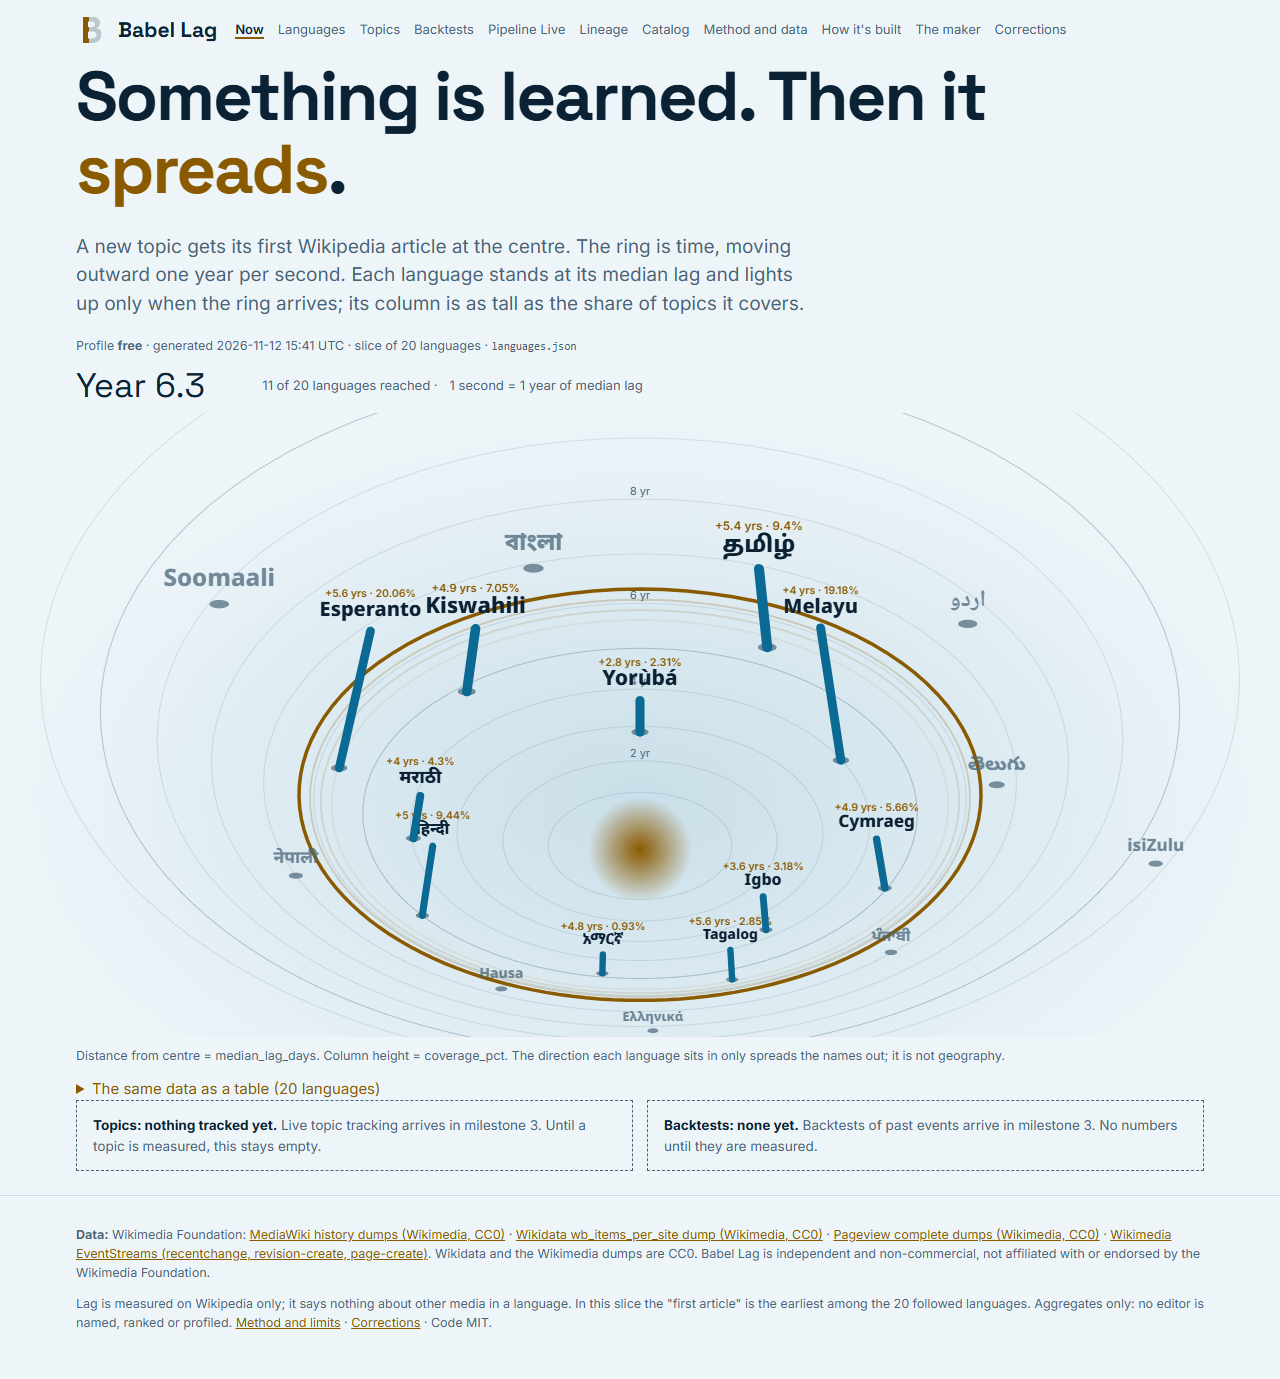 B Babel Lag Now Languages Topics Backtests Pipeline Live Lineage Catalog Method and data How it's built The maker Corrections
Something is learned. Then it
spreads.
A new topic gets its first Wikipedia article at the centre. The ring is time, moving
outward one year per second. Each language stands at its median lag and lights
up only when the ring arrives; its column is as tall as the share of topics it covers.
Profile free · generated 2026-11-12 15:41 UTC · slice of 20 languages · languages.json
Year 6.3 11 of 20 languages reached · 1 second = 1 year of median lag
8 yr
+5.4 yrs · 9.4%
தமிழ்
বাংলা
Soomaali
+5.6 yrs · 20.06%
Esperanto
+4.9 yrs · 7.05%
Kiswahili
6 yr
+4 yrs · 19.18%
Melayu
اردو
+2.8 yrs · 2.31%
Yorùbá
2 yr
+4 yrs · 4.3%
मराठी
తెలుగు
+5 yrs · 9.44%
हिन्दी
+4.9 yrs · 5.66%
Cymraeg
नेपाली
isiZulu
+3.6 yrs · 3.18%
Igbo
+4.8 yrs · 0.93%
አማርኛ
+5.6 yrs · 2.85%
Tagalog
ਪੰਜਾਬੀ
Hausa
Ελληνικά
Distance from centre = median_lag_days. Column height = coverage_pct. The direction each language sits in only spreads the names out; it is not geography.
The same data as a table (20 languages)
Topics: nothing tracked yet. Live topic tracking arrives in milestone 3. Until a
topic is measured, this stays empty.
Backtests: none yet. Backtests of past events arrive in milestone 3. No numbers
until they are measured.
Data: Wikimedia Foundation: MediaWiki history dumps (Wikimedia, CC0) · Wikidata wb_items_per_site dump (Wikimedia, CC0) · Pageview complete dumps (Wikimedia, CC0) · Wikimedia
EventStreams (recentchange, revision-create, page-create). Wikidata and the Wikimedia dumps are CC0. Babel Lag is independent and non-commercial, not affiliated with or endorsed by the
Wikimedia Foundation.
Lag is measured on Wikipedia only; it says nothing about other media in a language. In this slice the "first article" is the earliest among the 20 followed languages. Aggregates only: no editor is
named, ranked or profiled. Method and limits · Corrections · Code MIT.